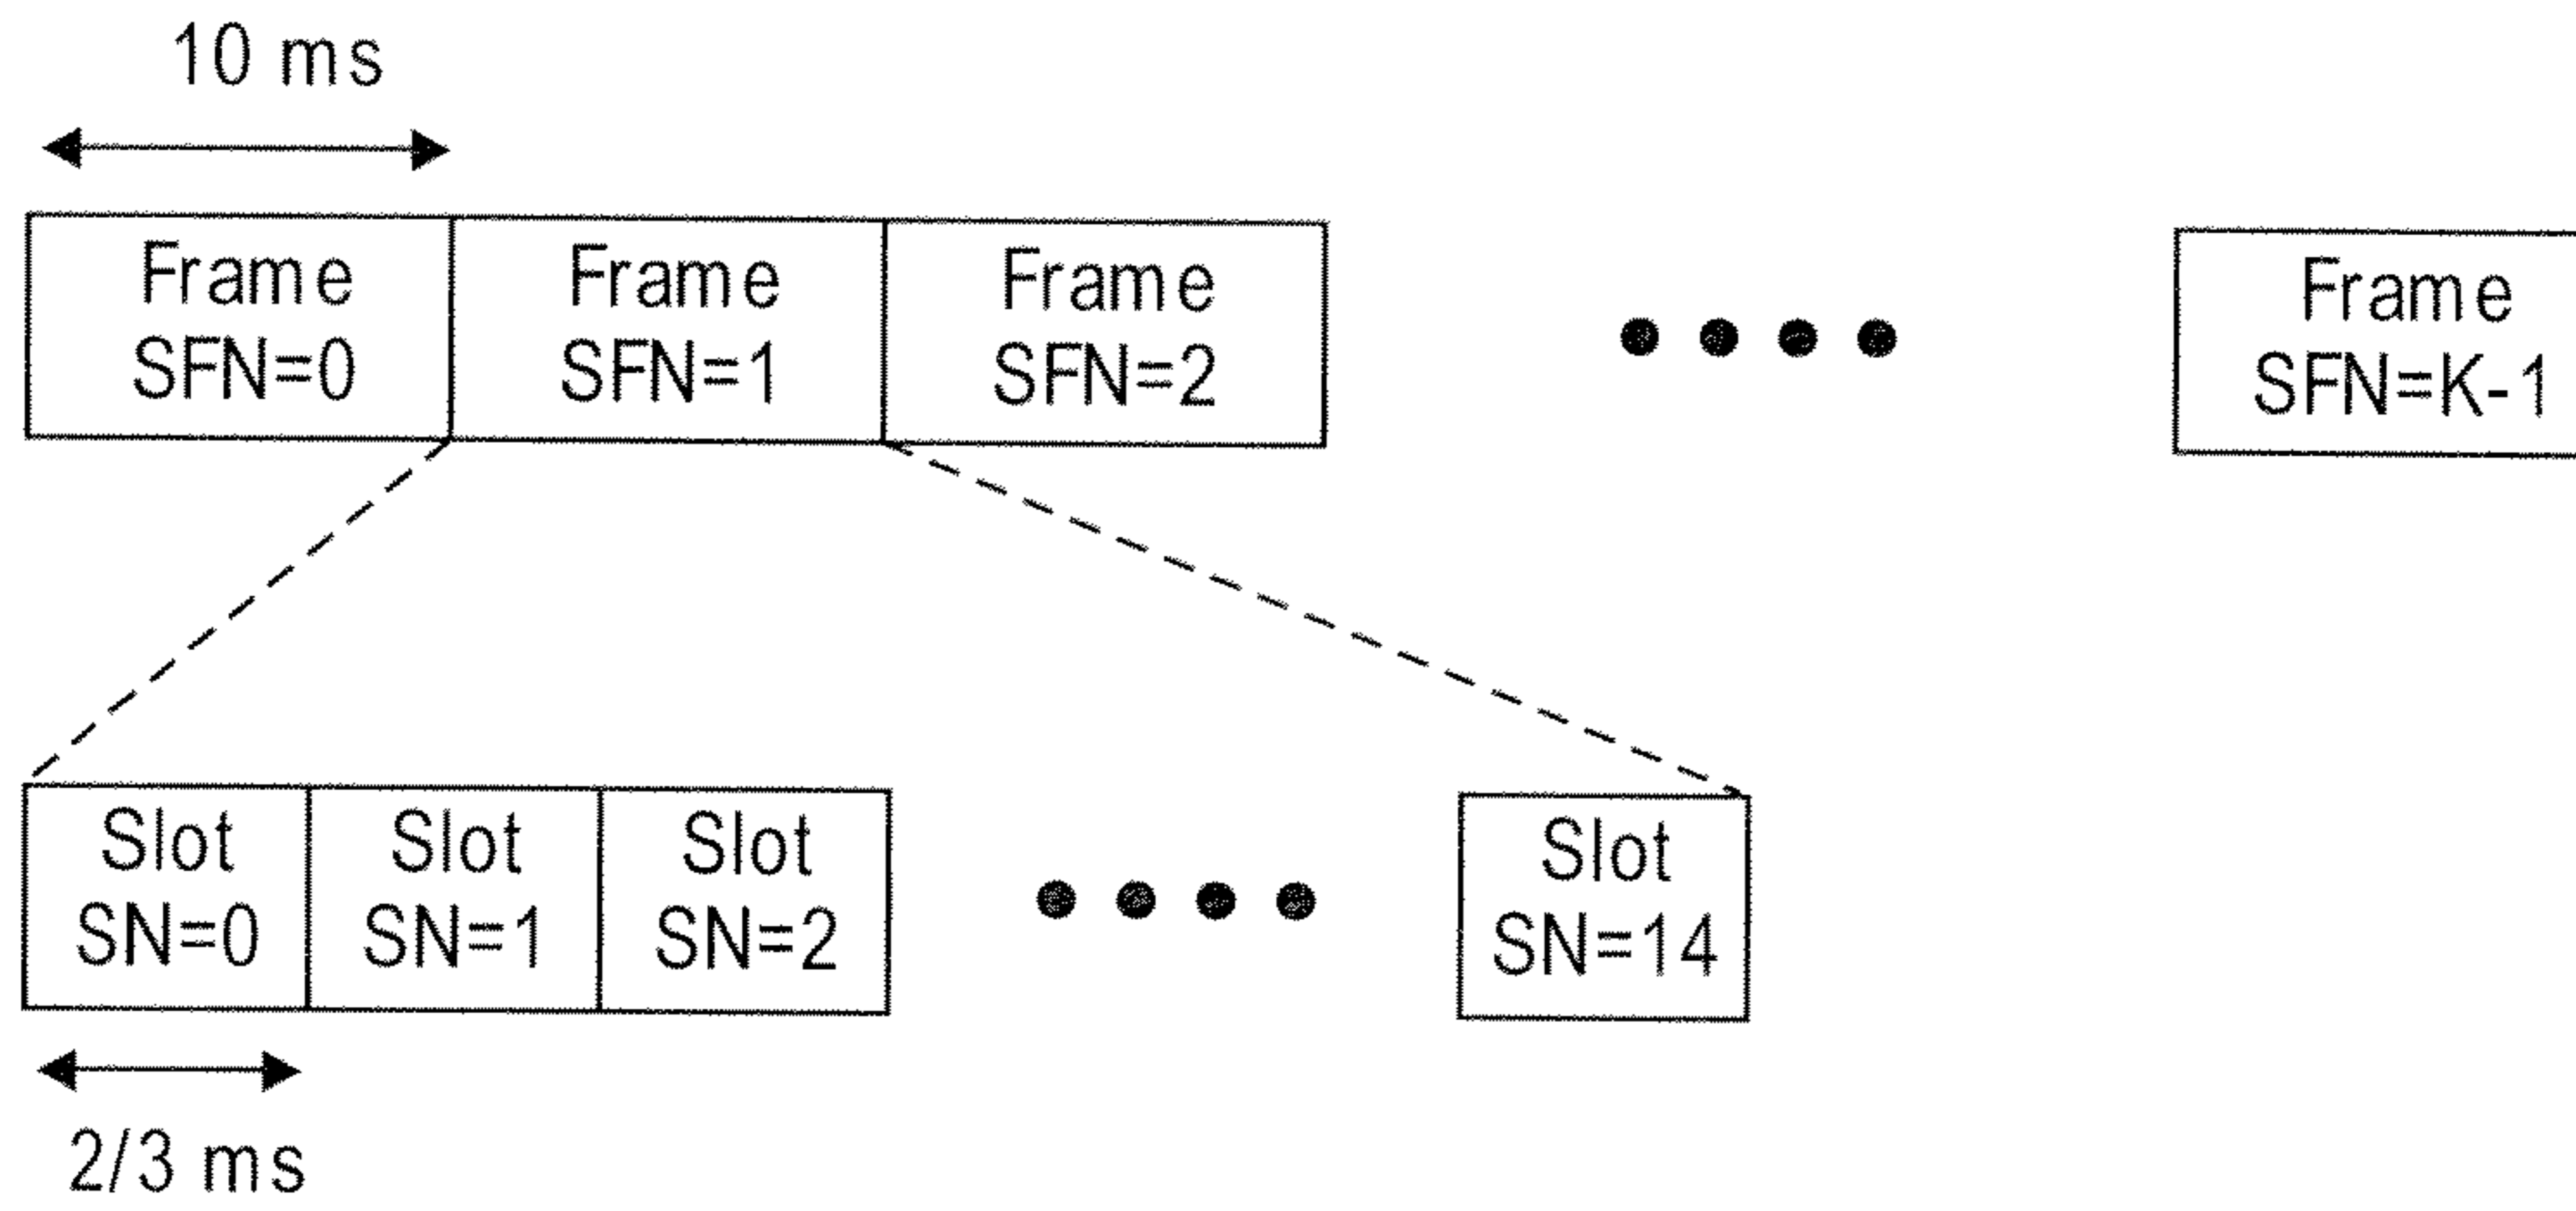 10 ms
Frame
SFN=0
Frame
SFN=1
Frame
SFN=2
Frame
SFN=K-1
Slot
SN=0
Slot
SN=1
Slot
SN=2
Slot
SN=14
2/3 ms